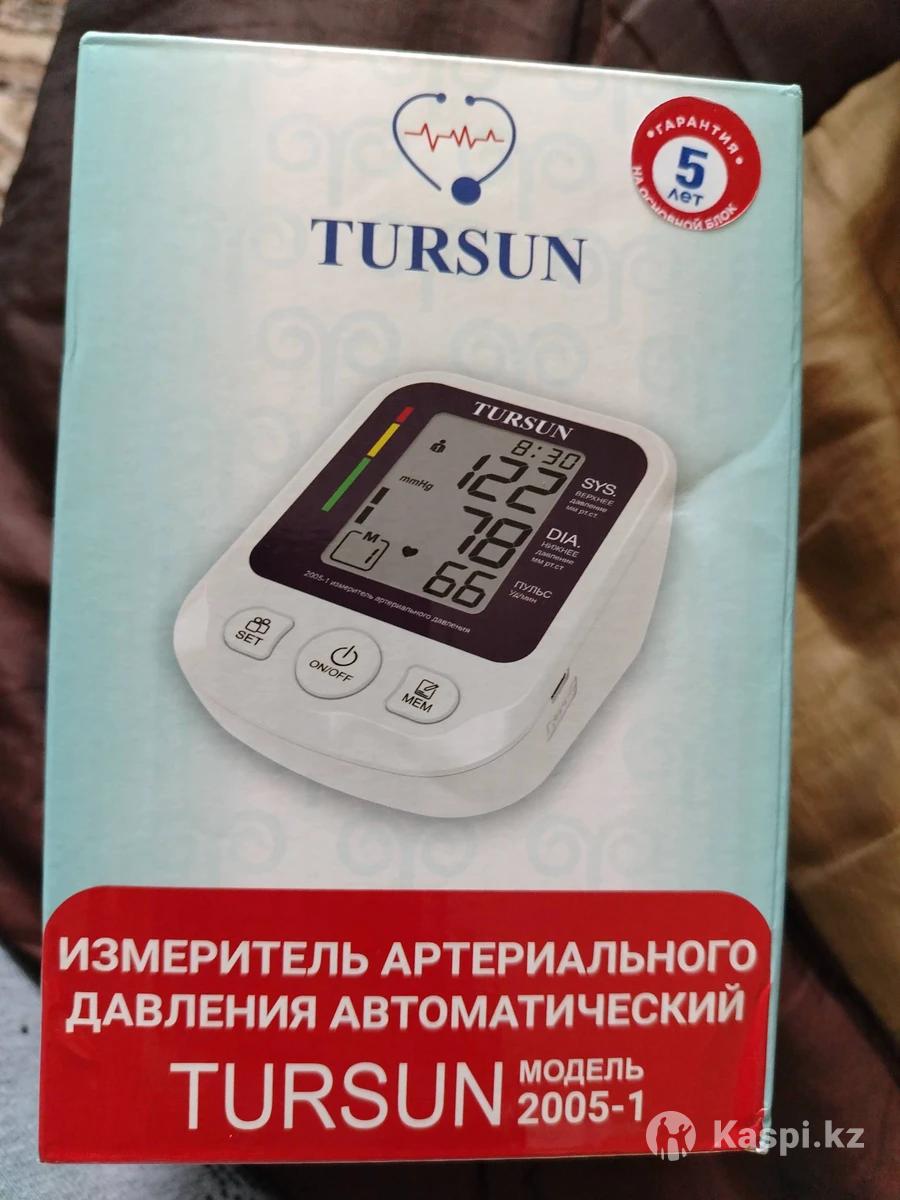 ГАРАНТИЯ
5
лет
НА ОСНОВНОЙ БЛОК
TURSUN
TURSUN
8:30
mmHg
122
SYS.
ВЕРХНЕЕ
давление
мм рт.ст.
78
DIA.
НИЖНЕЕ
давление
мм рт.ст
M
1
66
ПУЛЬС
Уд/мин
2005-1 измеритель артериального давления
SET
ON/OFF
MEM
ИЗМЕРИТЕЛЬ АРТЕРИАЛЬНОГО
ДАВЛЕНИЯ АВТОМАТИЧЕСКИЙ
TURSUN МОДЕЛЬ
2005-1
Kaspi.kz